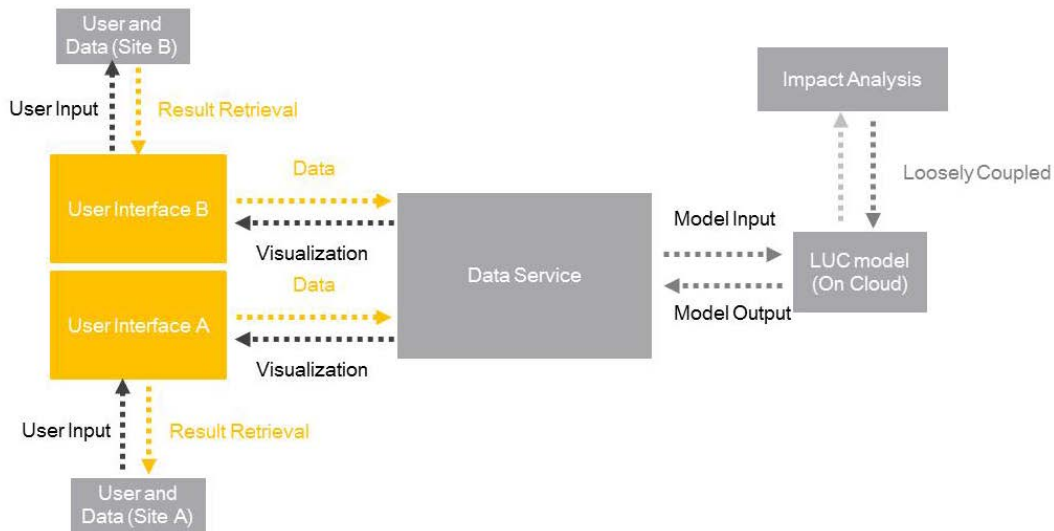 User and
Data (Site B)
User Input
Result Retrieval
Impact Analysis
Loosely Coupled
User Interface B
Data
Visualization
Data Service
Model Input
LUC model
(On Cloud)
Model Output
User Interface A
Data
Visualization
User Input
Result Retrieval
User and
Data (Site A)